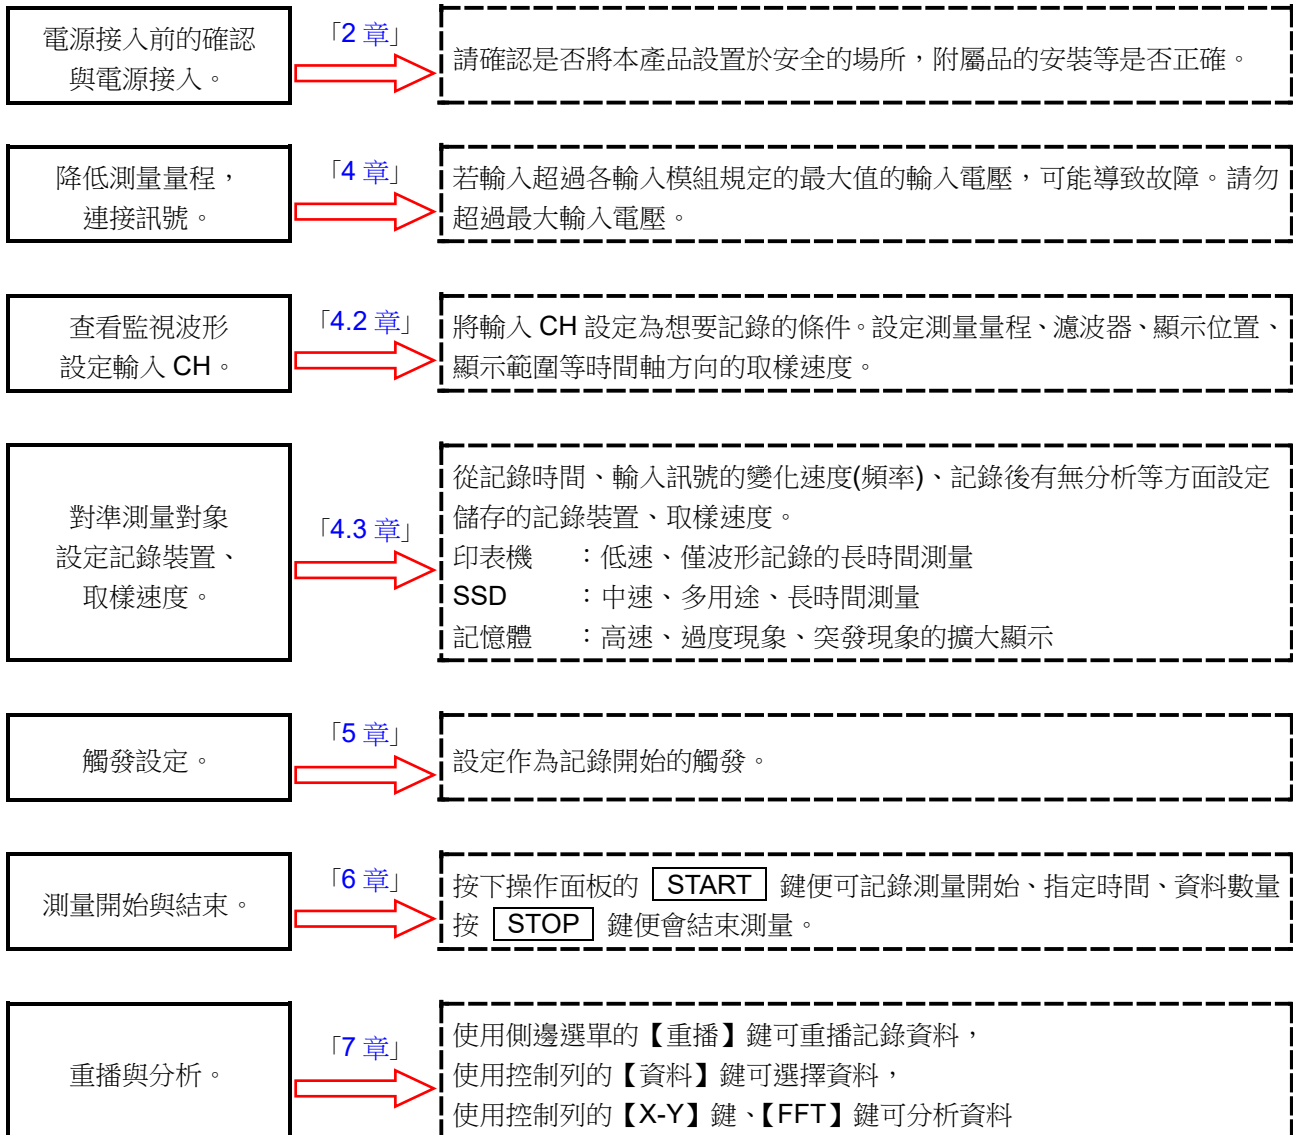 電源接入前的確認
與電源接入。
「2 章」
請確認是否將本產品設置於安全的場所，附屬品的安裝等是否正確。
降低測量量程，
連接訊號。
「4 章」
若輸入超過各輸入模組規定的最大值的輸入電壓，可能導致故障。請勿
超過最大輸入電壓。
查看監視波形
設定輸入 CH。
「4.2 章」
將輸入 CH 設定為想要記錄的條件。設定測量量程、濾波器、顯示位置、
顯示範圍等時間軸方向的取樣速度。
對準測量對象
設定記錄裝置、
取樣速度。
「4.3 章」
從記錄時間、輸入訊號的變化速度(頻率)、記錄後有無分析等方面設定
儲存的記錄裝置、取樣速度。
印表機 ：低速、僅波形記錄的長時間測量
SSD ：中速、多用途、長時間測量
記憶體 ：高速、過度現象、突發現象的擴大顯示
觸發設定。
「5 章」
設定作為記錄開始的觸發。
測量開始與結束。
「6 章」
按下操作面板的 START 鍵便可記錄測量開始、指定時間、資料數量
按 STOP 鍵便會結束測量。
重播與分析。
「7 章」
使用側邊選單的【重播】鍵可重播記錄資料，
使用控制列的【資料】鍵可選擇資料，
使用控制列的【X-Y】鍵、【FFT】鍵可分析資料